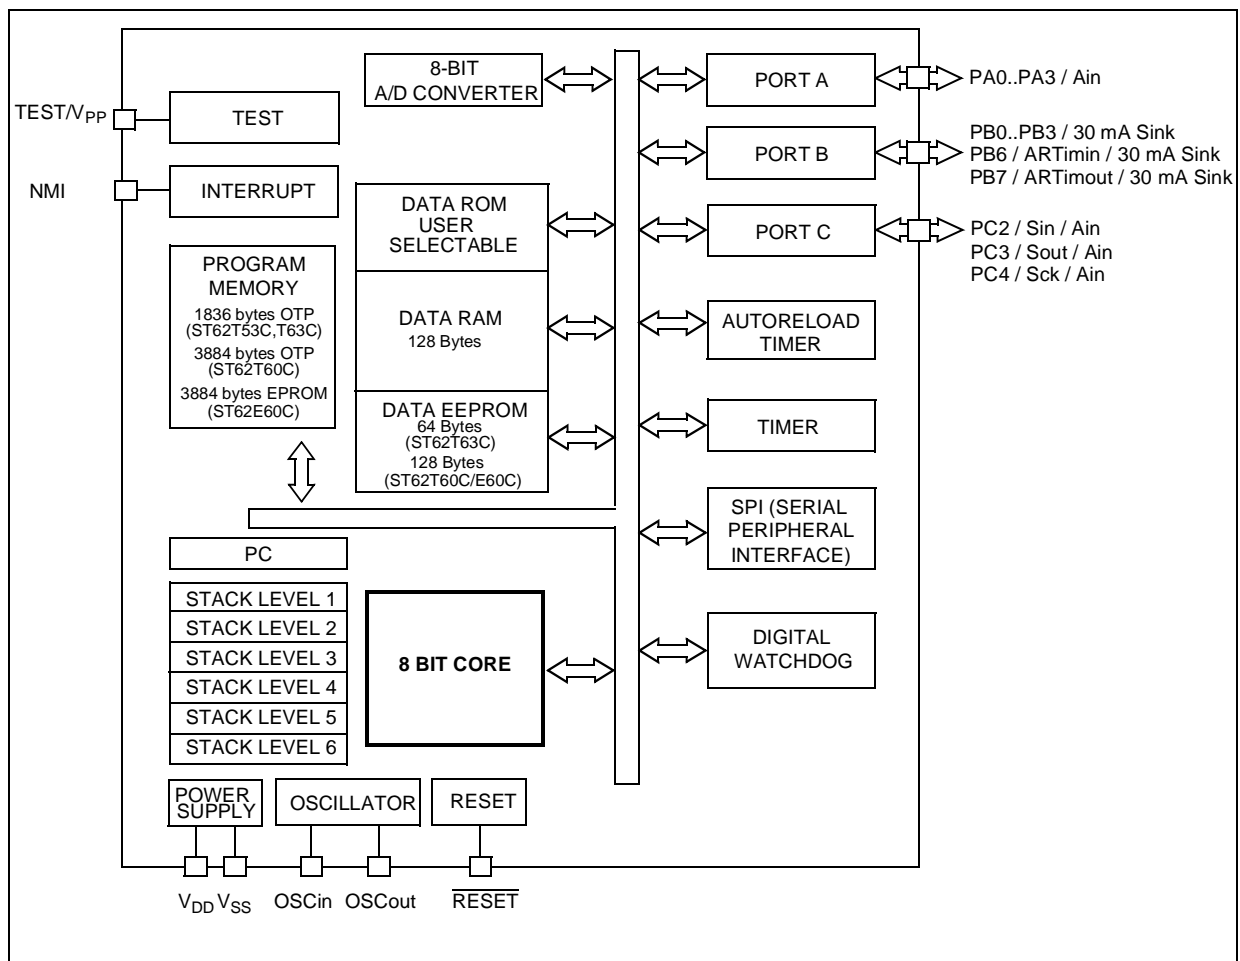 8-BIT
A/D CONVERTER
PORT A
PA0..PA3 / Ain
TEST/VPP
TEST
PORT B
PB0..PB3 / 30 mA Sink
PB6 / ARTimin / 30 mA Sink
PB7 / ARTimout / 30 mA Sink
NMI
INTERRUPT
DATA ROM
USER
SELECTABLE
PORT C
PC2 / Sin / Ain
PC3 / Sout / Ain
PC4 / Sck / Ain
PROGRAM
MEMORY
1836 bytes OTP
(ST62T53C,T63C)
3884 bytes OTP
(ST62T60C)
3884 bytes EPROM
(ST62E60C)
DATA RAM
128 Bytes
AUTORELOAD
TIMER
DATA EEPROM
64 Bytes
(ST62T63C)
128 Bytes
(ST62T60C/E60C)
TIMER
SPI (SERIAL
PERIPHERAL
INTERFACE)
PC
STACK LEVEL 1
STACK LEVEL 2
STACK LEVEL 3
STACK LEVEL 4
STACK LEVEL 5
STACK LEVEL 6
8 BIT CORE
DIGITAL
WATCHDOG
POWER
SUPPLY
OSCILLATOR
RESET
VDD VSS OSCin OSCout RESET